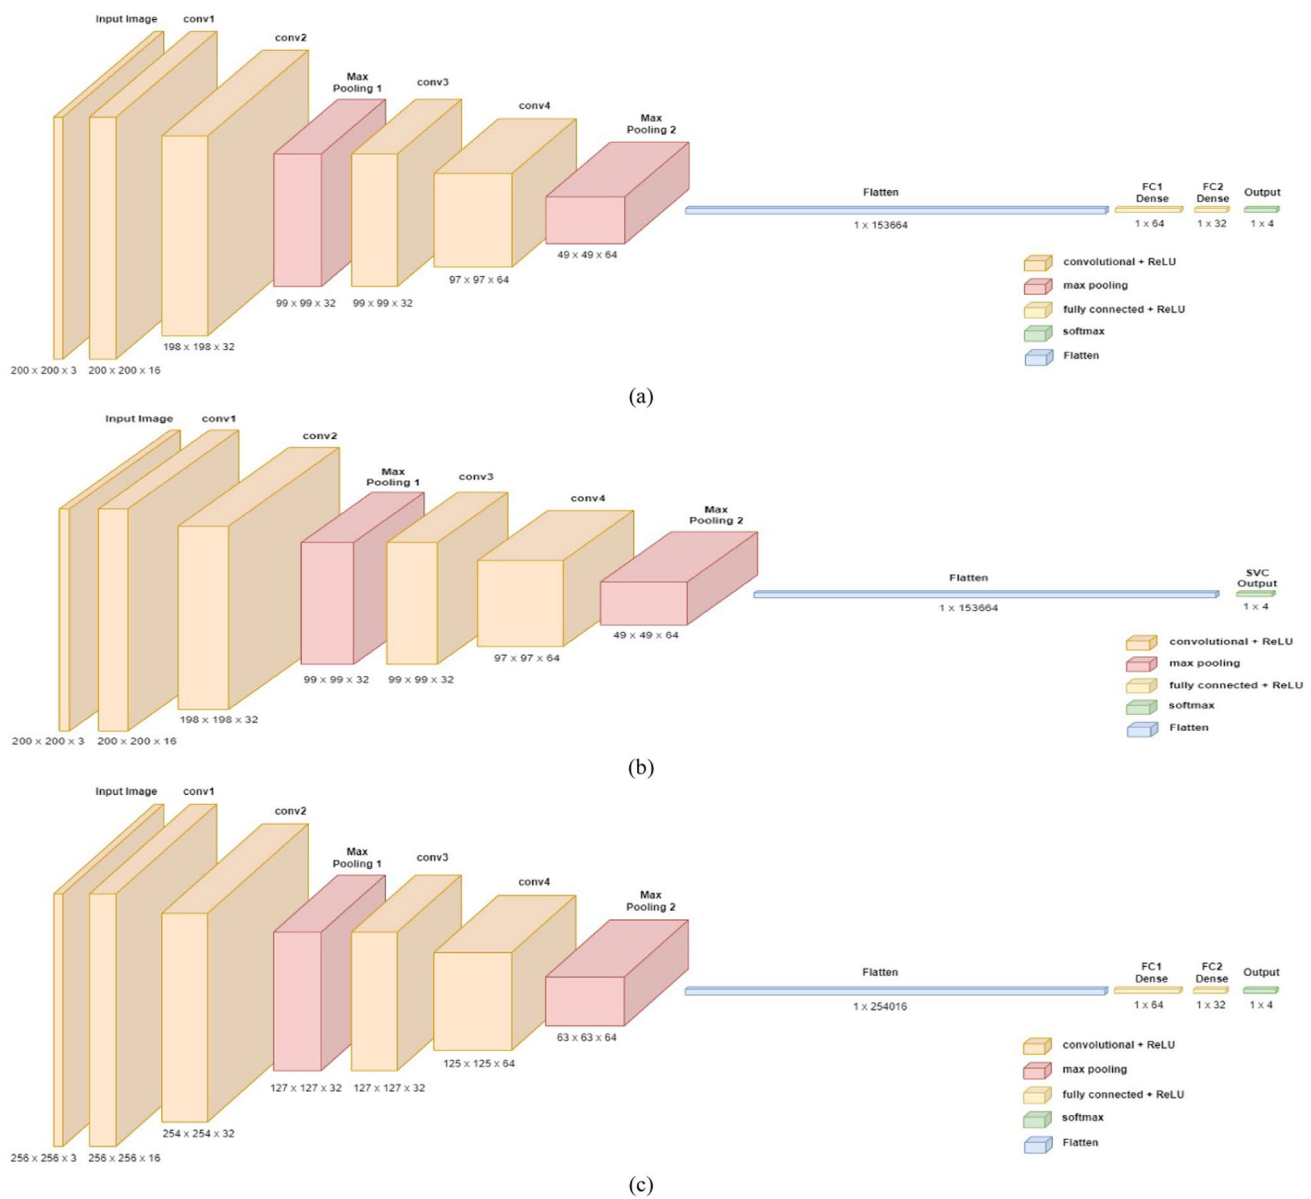 Input Image
conv1
conv2
Max
Pooling 1
conv3
conv4
Max
Pooling 2
Flatten
FC1
Dense
FC2
Dense
Output
1 x 153664
1 x 64
1 x 32
1 x 4
49 x 49 x 64
97 x 97 x 64
99 x 99 x 32
99 x 99 x 32
198 x 198 x 32
200 x 200 x 3
200 x 200 x 16
convolutional + ReLU
max pooling
fully connected + ReLU
softmax
Flatten
(a)
Input Image
conv1
conv2
Max
Pooling 1
conv3
conv4
Max
Pooling 2
Flatten
SVC
Output
1 x 153664
1 x 4
49 x 49 x 64
97 x 97 x 64
99 x 99 x 32
99 x 99 x 32
198 x 198 x 32
200 x 200 x 3
200 x 200 x 16
convolutional + ReLU
max pooling
fully connected + ReLU
softmax
Flatten
(b)
Input Image
conv1
conv2
Max
Pooling 1
conv3
conv4
Max
Pooling 2
Flatten
FC1
Dense
FC2
Dense
Output
1 x 254016
1 x 64
1 x 32
1 x 4
63 x 63 x 64
125 x 125 x 64
127 x 127 x 32
127 x 127 x 32
254 x 254 x 32
256 x 256 x 3
256 x 256 x 16
convolutional + ReLU
max pooling
fully connected + ReLU
softmax
Flatten
(c)